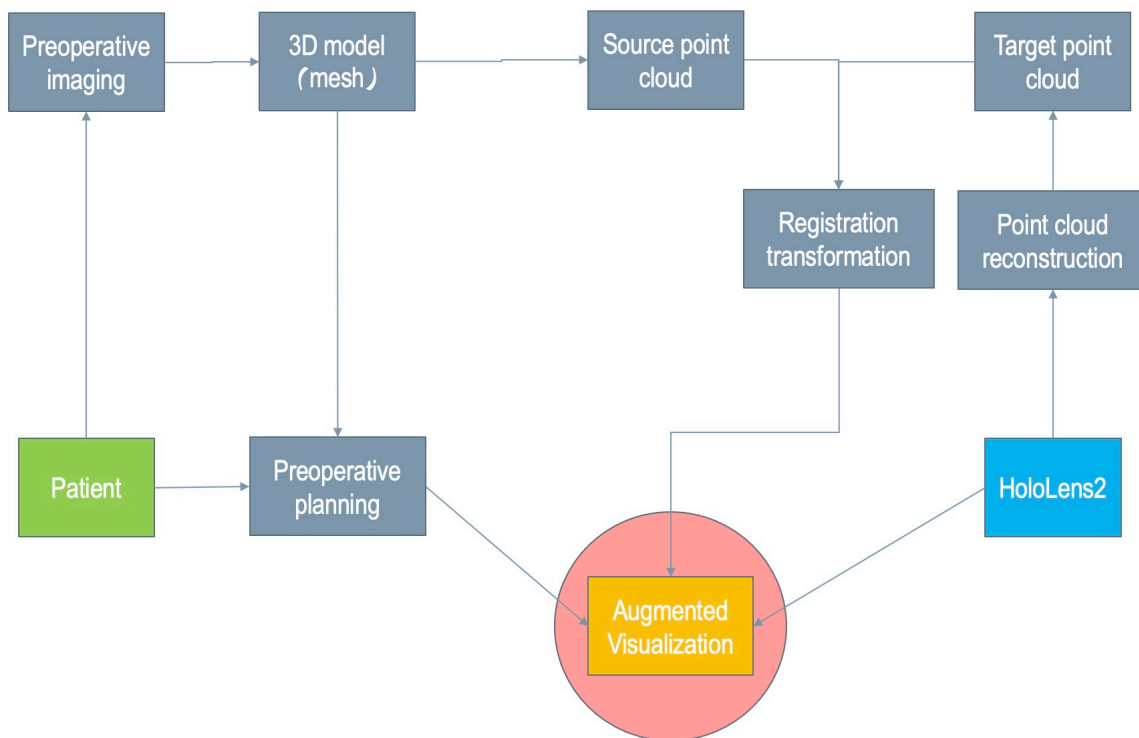 Preoperative
imaging
3D model
（mesh）
Source point
cloud
Target point
cloud
Registration
transformation
Point cloud
reconstruction
Patient
Preoperative
planning
HoloLens2
Augmented
Visualization